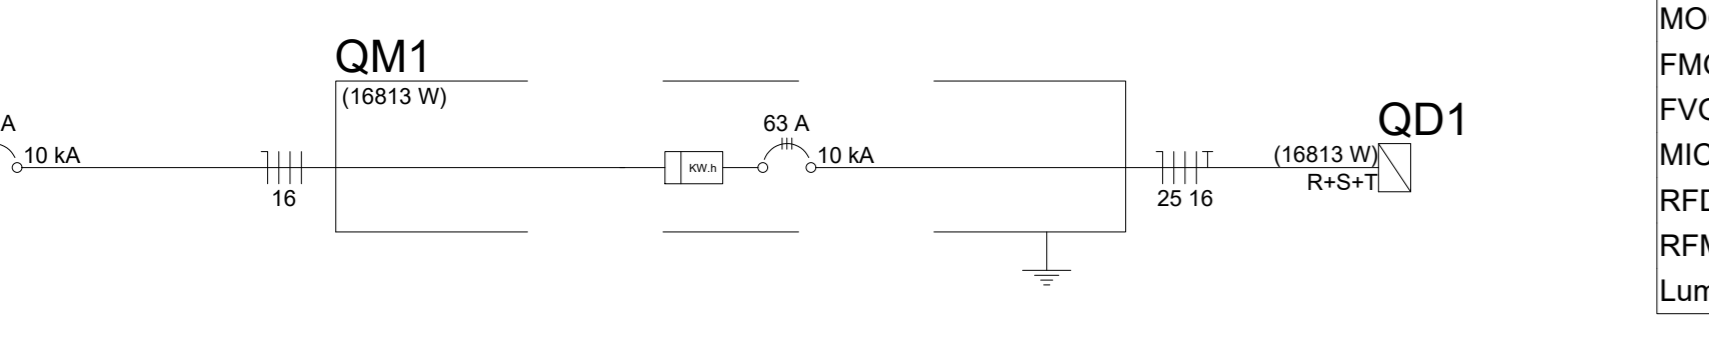 QM1
(16813 W)
A
10 kA
16
KW.h
63 A
10 kA
25 16
(16813 W)
R+S+T
QD1
MO
FM
FV
MIC
RF
RF
Lum